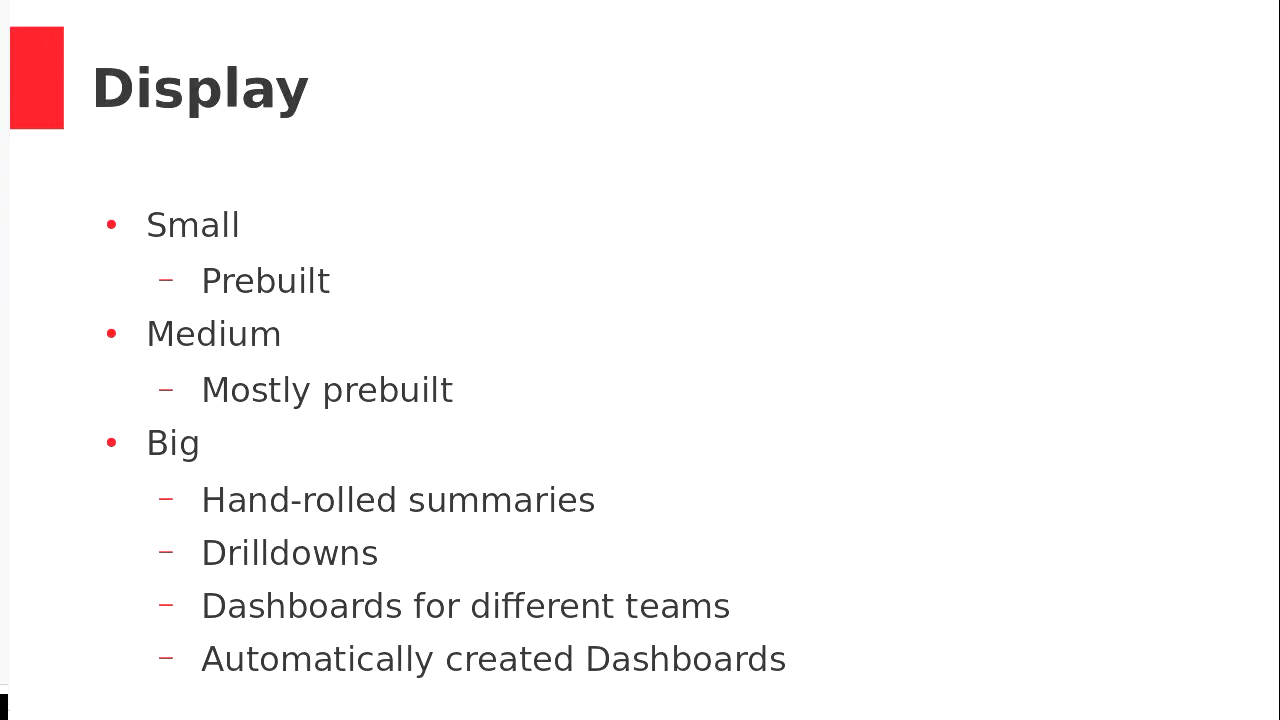 Display
• Small
– Prebuilt
• Medium
– Mostly prebuilt
• Big
– Hand-rolled summaries
– Drilldowns
– Dashboards for different teams
– Automatically created Dashboards